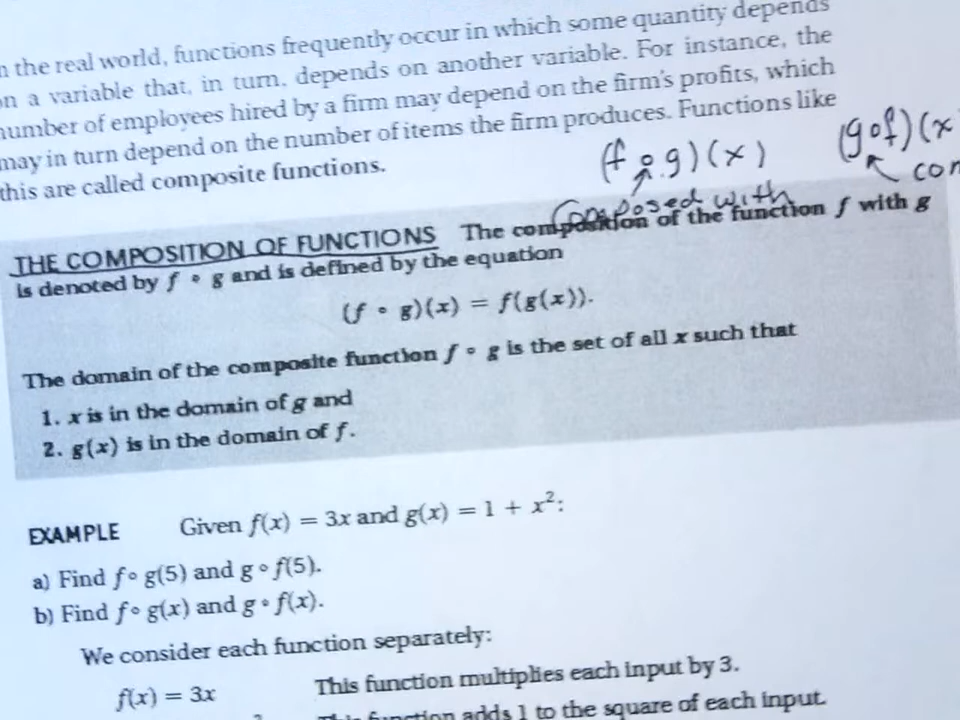 the real world, functions frequently occur in which some quantity depends
a variable that, in turn, depends on another variable. For instance, the
number of employees hired by a firm may depend on the firm's profits, which
may in turn depend on the number of items the firm produces. Functions like
this are called composite functions.
(f∘g)(x) (g∘f)(x
Composed with
THE COMPOSITION OF FUNCTIONS The composition of the function f with g
is denoted by f ∘ g and is defined by the equation
(f ∘ g)(x) = f(g(x)).
The domain of the composite function f ∘ g is the set of all x such that
1. x is in the domain of g and
2. g(x) is in the domain of f.
EXAMPLE Given f(x) = 3x and g(x) = 1 + x²:
a) Find f∘ g(5) and g ∘ f(5).
b) Find f∘ g(x) and g ∘ f(x).
We consider each function separately:
f(x) = 3x This function multiplies each input by 3.
function adds 1 to the square of each input.